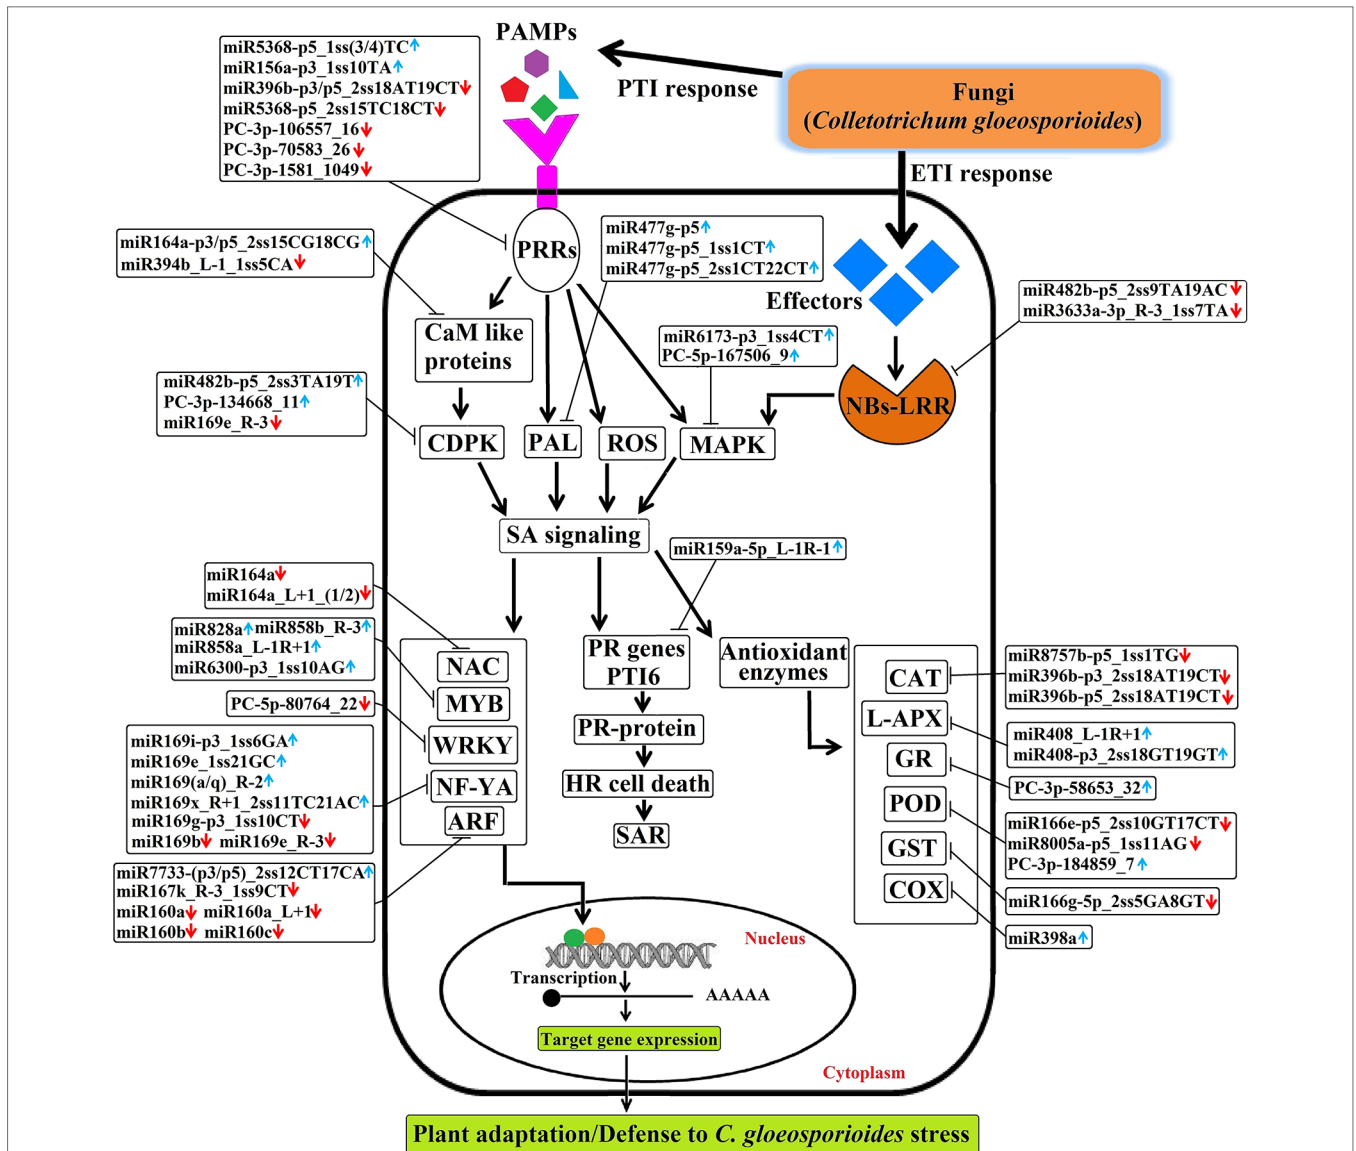 PAMPs
PTI response
Fungi
(Colletotrichum gloeosporioides)
ETI response
miR5368-p5_1ss(3/4)TC↑
miR156a-p3_1ss10TA↑
miR396b-p3/p5_2ss18AT19CT↓
miR5368-p5_2ss15TC18CT↓
PC-3p-106557_16↓
PC-3p-70583_26↓
PC-3p-1581_1049↓
PRRs
miR477g-p5↑
miR477g-p5_1ss1CT↑
miR477g-p5_2ss1CT22CT↑
miR164a-p3/p5_2ss15CG18CG↑
miR394b_L-1_1ss5CA↓
Effectors
miR482b-p5_2ss9TA19AC↓
miR3633a-3p_R-3_1ss7TA↓
CaM like
proteins
miR6173-p3_1ss4CT↑
PC-5p-167506_9↑
miR482b-p5_2ss3TA19T↑
PC-3p-134668_11↑
miR169e_R-3↓
NBs-LRR
CDPK
PAL
ROS
MAPK
SA signaling
miR159a-5p_L-1R-1↑
miR164a↓
miR164a_L+1_(1/2)↓
miR828a↑ miR858b_R-3↑
miR858a_L-1R+1↑
miR6300-p3_1ss10AG↑
PC-5p-80764_22↓
miR169i-p3_1ss6GA↑
miR169e_1ss21GC↑
miR169(a/q)_R-2↑
miR169x_R+1_2ss11TC21AC↑
miR169g-p3_1ss10CT↓
miR169b↓ miR169e_R-3↓
miR7733-(p3/p5)_2ss12CT17CA↑
miR167k_R-3_1ss9CT↓
miR160a↓ miR160a_L+1↓
miR160b↓ miR160c↓
NAC
MYB
WRKY
NF-YA
ARF
PR genes
PTI6
PR-protein
HR cell death
SAR
Antioxidant
enzymes
CAT
L-APX
GR
POD
GST
COX
miR8757b-p5_1ss1TG↓
miR396b-p3_2ss18AT19CT↓
miR396b-p5_2ss18AT19CT↓
miR408_L-1R+1↑
miR408-p3_2ss18GT19GT↑
PC-3p-58653_32↑
miR166e-p5_2ss10GT17CT↓
miR8005a-p5_1ss11AG↓
PC-3p-184859_7↑
miR166g-5p_2ss5GA8GT↓
miR398a↑
Nucleus
Transcription
AAAAA
Target gene expression
Cytoplasm
Plant adaptation/Defense to C. gloeosporioides stress